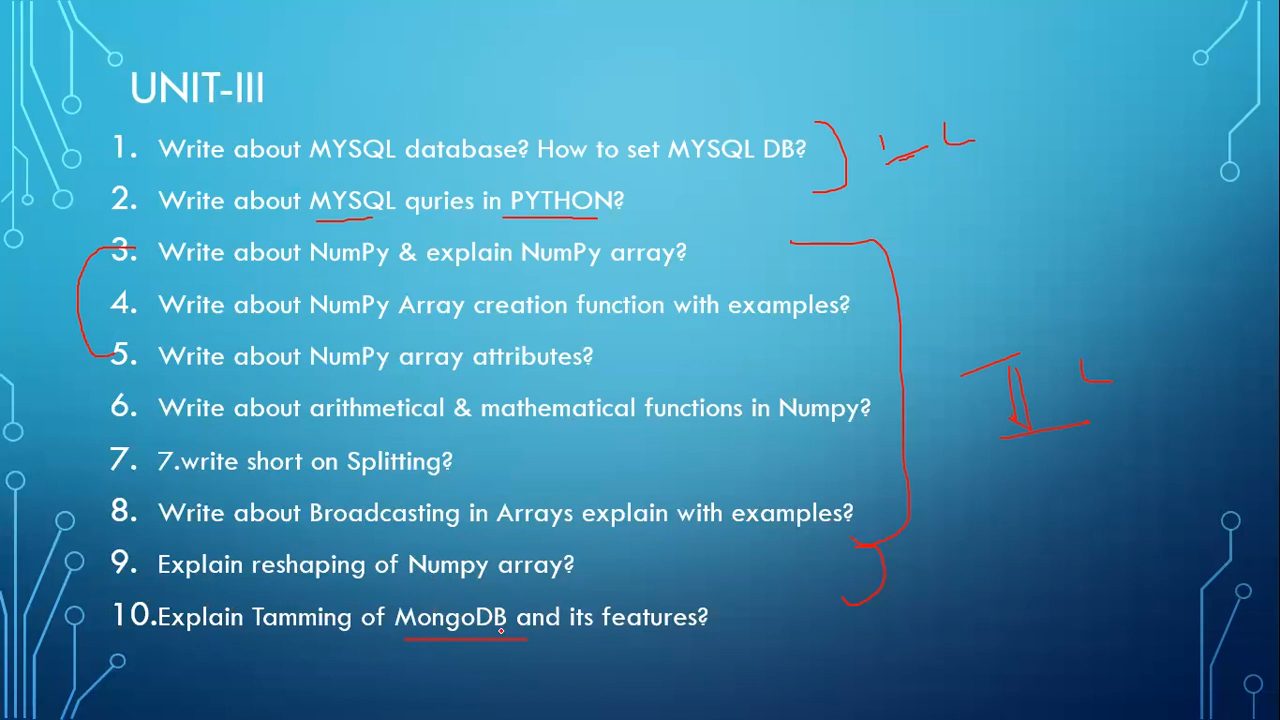 UNIT-III
1. Write about MYSQL database? How to set MYSQL DB?
2. Write about MYSQL quries in PYTHON?
3. Write about NumPy & explain NumPy array?
4. Write about NumPy Array creation function with examples?
5. Write about NumPy array attributes?
6. Write about arithmetical & mathematical functions in Numpy?
7. 7.write short on Splitting?
8. Write about Broadcasting in Arrays explain with examples?
9. Explain reshaping of Numpy array?
10.Explain Tamming of MongoDB and its features?